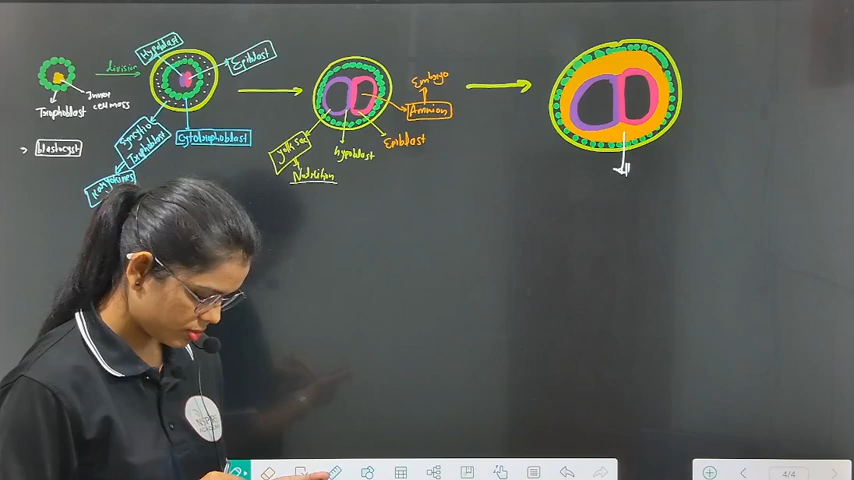 Hypoblast
Epiblast
division
Inner
cell mass
Trophoblast
Syncytio
Trophoblast
Cytotrophoblast
blastocyst
Embryo
Amnion
Epiblast
hypoblast
Yolk sac
Nutrition
4/4